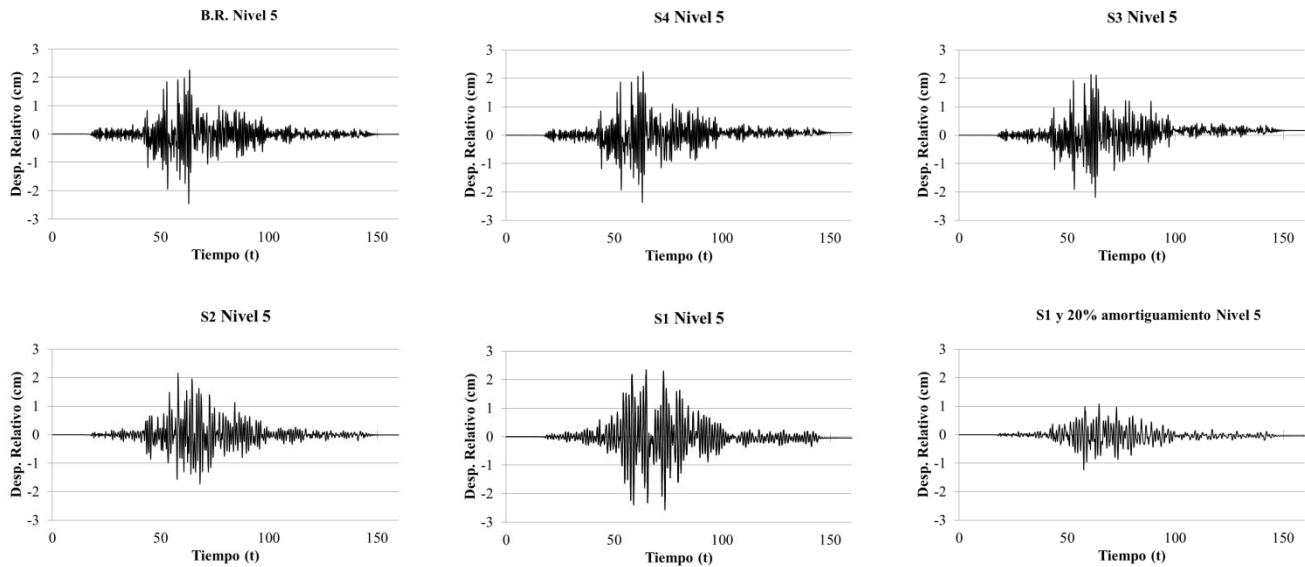 B.R. Nivel 5
3
2
1
0
-1
-2
-3
Desp. Relativo (cm)
0 50 100 150
Tiempo (t)
S4 Nivel 5
3
2
1
0
-1
-2
-3
Desp. Relativo (cm)
0 50 100 150
Tiempo (t)
S3 Nivel 5
3
2
1
0
-1
-2
-3
Desp. Relativo (cm)
0 50 100 150
Tiempo (t)
S2 Nivel 5
3
2
1
0
-1
-2
-3
Desp. Relativo (cm)
0 50 100 150
Tiempo (t)
S1 Nivel 5
3
2
1
0
-1
-2
-3
Desp. Relativo (cm)
0 50 100 150
Tiempo (t)
S1 y 20% amortiguamiento Nivel 5
3
2
1
0
-1
-2
-3
Desp. Relativo (cm)
0 50 100 150
Tiempo (t)